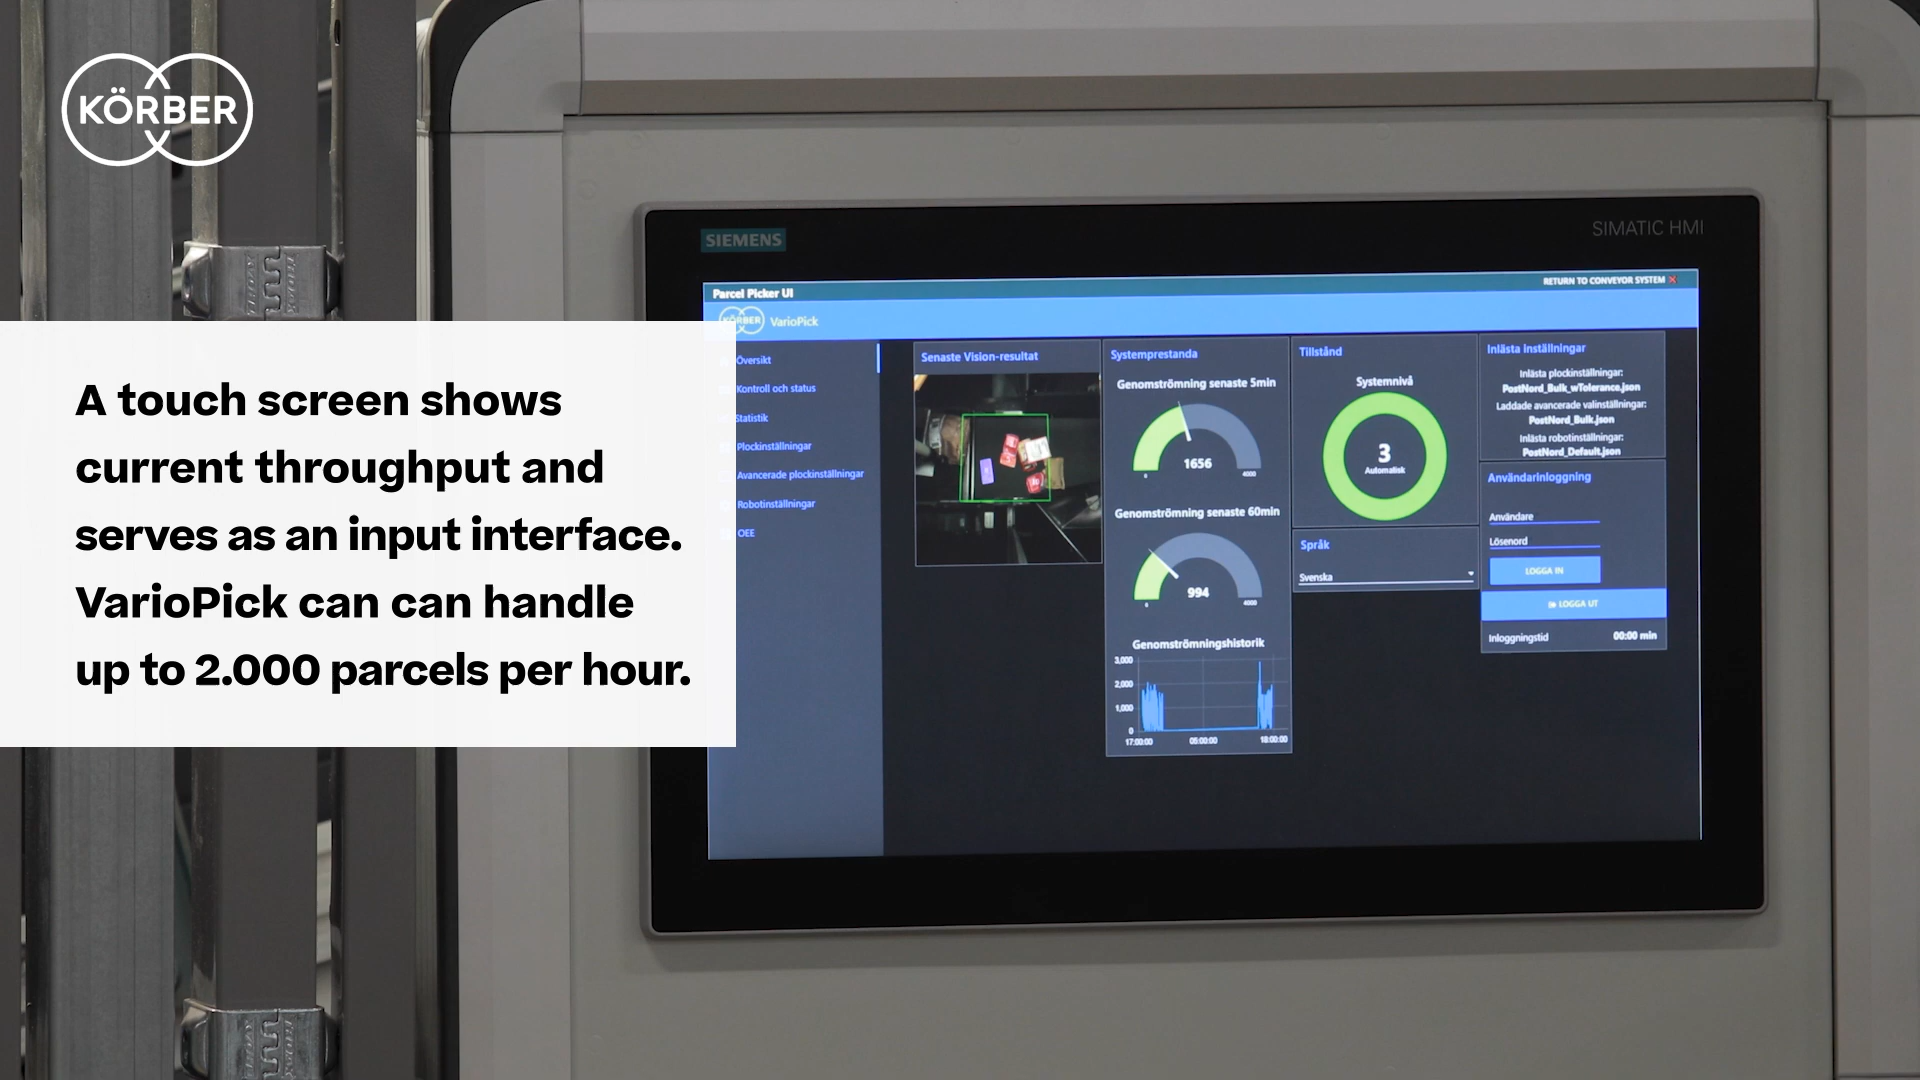 KÖRBER
A touch screen shows
current throughput and
serves as an input interface.
VarioPick can can handle
up to 2.000 parcels per hour.
SIEMENS
SIMATIC HMI
Parcel Picker UI
RETURN TO CONVEYOR SYSTEM
KÖRBER VarioPick
Översikt
Kontroll och status
Statistik
Plockinställningar
Avancerade plockinställningar
Robotinställningar
OEE
Senaste Vision-resultat
Systemprestanda
Genomströmning senaste 5min
1656
0 4000
Genomströmning senaste 60min
994
0 4000
Genomströmningshistorik
3,000
2,000
1,000
0
17:00:00 05:00:00 18:00:00
Tillstånd
Systemnivå
3
Automatisk
Språk
Svenska
Inlästa inställningar
Inlästa plockinställningar:
PostNord_Bulk_wTolerance.json
Laddade avancerade valinställningar:
PostNord_Bulk.json
Inlästa robotinställningar:
PostNord_Default.json
Användarinloggning
Användare
Lösenord
LOGGA IN
LOGGA UT
Inloggningstid 00:00 min